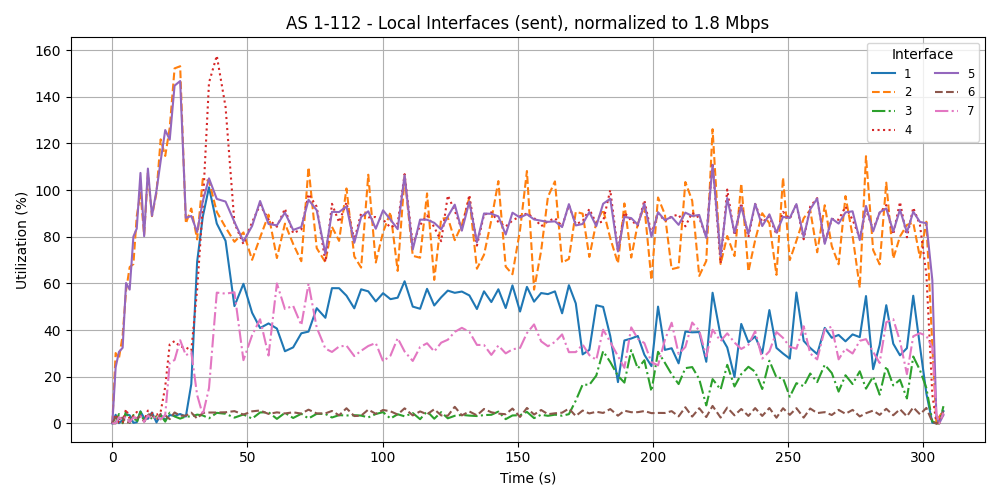 AS 1-112 - Local Interfaces (sent), normalized to 1.8 Mbps
Utilization (%)
160
140
120
100
80
60
40
20
0
0 50 100 150 200 250 300
Time (s)
Interface
1 5
2 6
3 7
4